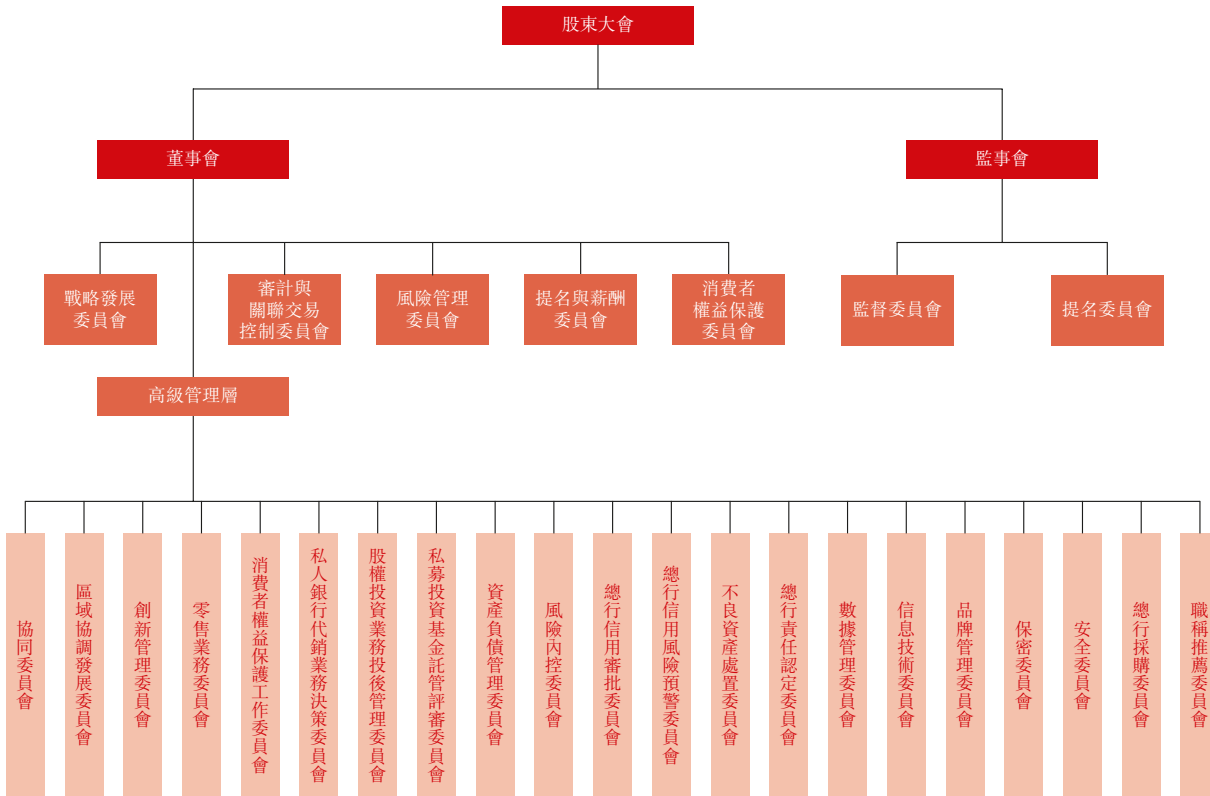 股東大會
董事會
監事會
戰略發展
委員會
審計與
關聯交易
控制委員會
風險管理
委員會
提名與薪酬
委員會
消費者
權益保護
委員會
監督委員會
提名委員會
高級管理層
協同委員會
區域協調發展委員會
創新管理委員會
零售業務委員會
消費者權益保護工作委員會
私人銀行代銷業務決策委員會
股權投資業務投後管理委員會
私募投資基金託管評審委員會
資產負債管理委員會
風險內控委員會
總行信用審批委員會
總行信用風險預警委員會
不良資產處置委員會
總行責任認定委員會
數據管理委員會
信息技術委員會
品牌管理委員會
保密委員會
安全委員會
總行採購委員會
職稱推薦委員會